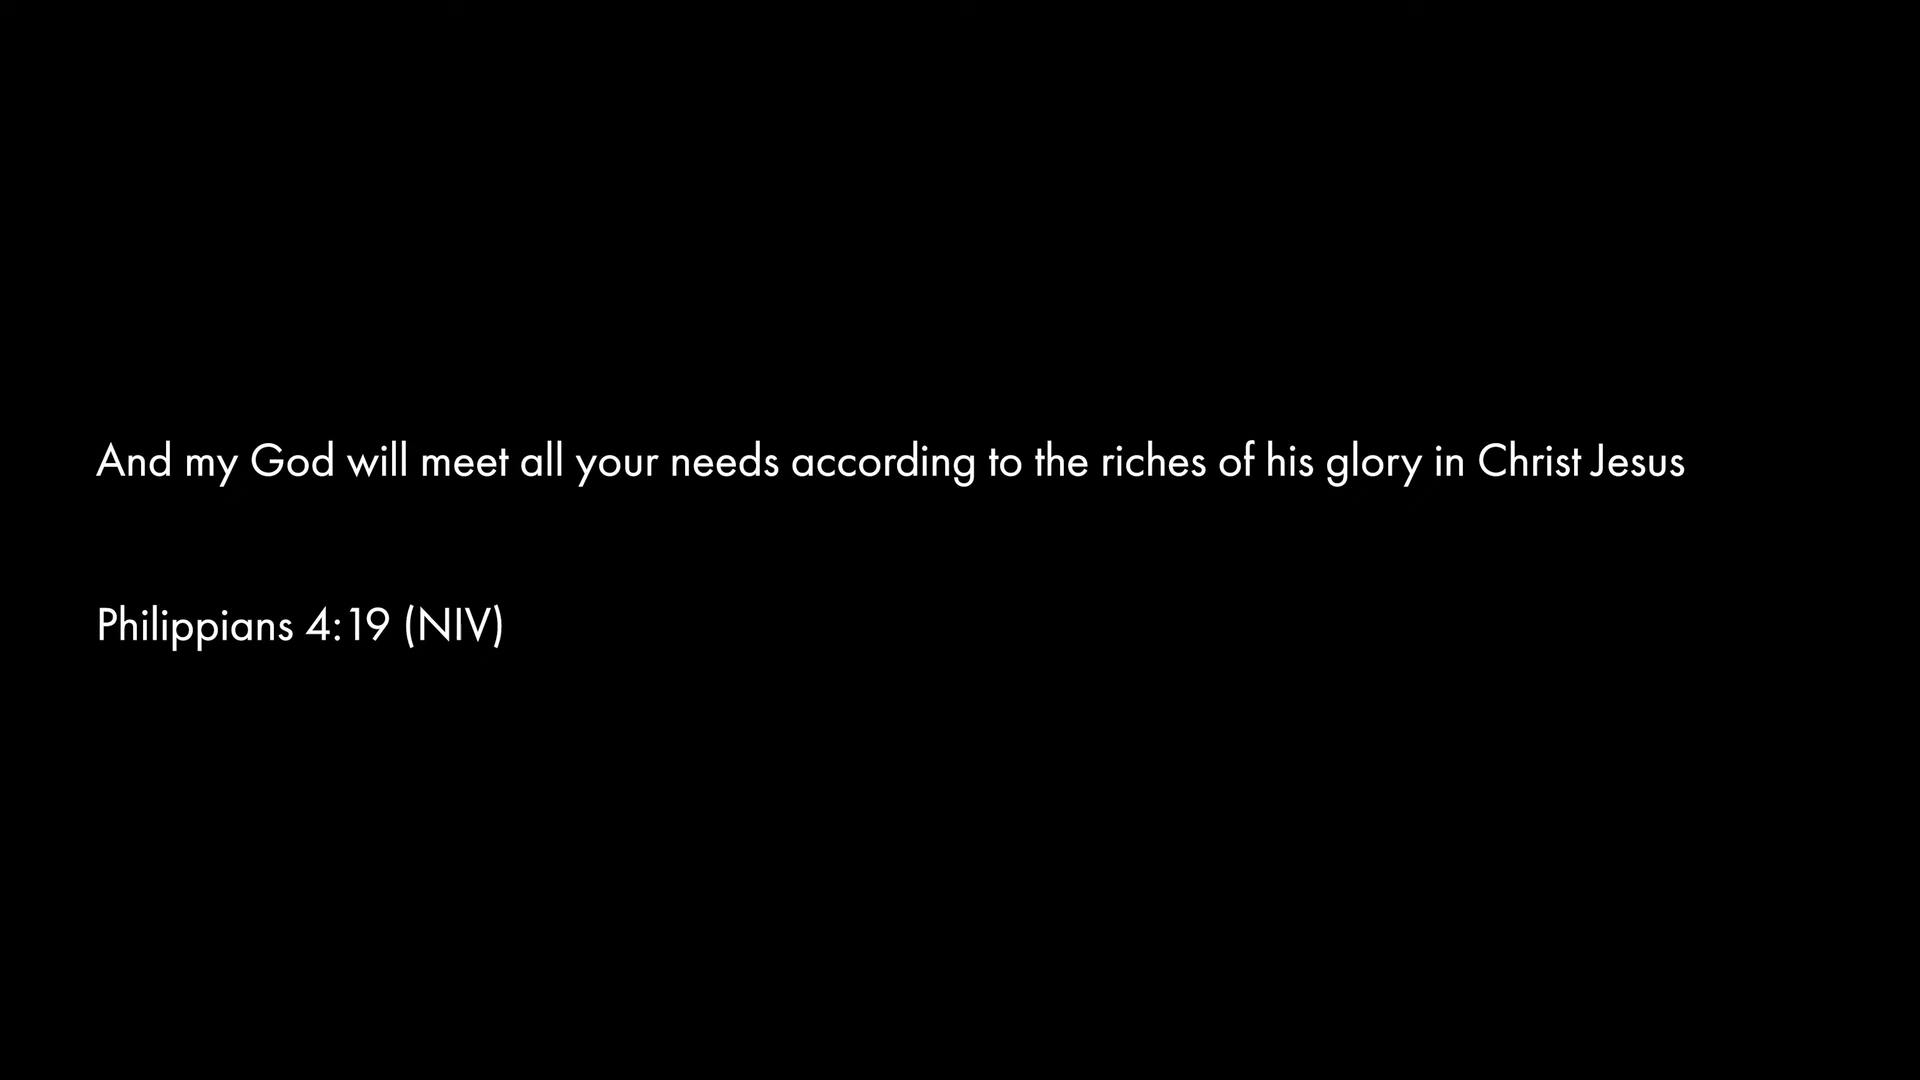 And my God will meet all your needs according to the riches of his glory in Christ Jesus
Philippians 4:19 (NIV)